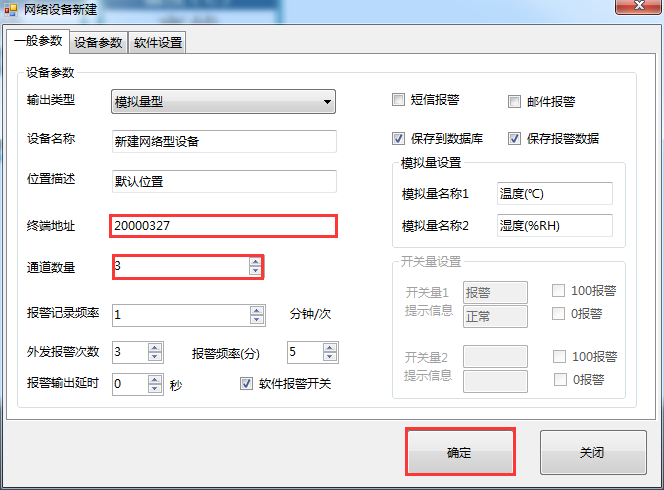 网络设备新建
一般参数 设备参数 软件设置
设备参数
输出类型 模拟量型
短信报警 邮件报警
设备名称 新建网络型设备
保存到数据库 保存报警数据
位置描述 默认位置
模拟量设置
模拟量名称1 温度(℃)
终端地址 20000327
模拟量名称2 湿度(%RH)
通道数量 3
开关量设置
开关量1 报警 100报警
提示信息 正常 0报警
报警记录频率 1 分钟/次
外发报警次数 3 报警频率(分) 5
开关量2 100报警
提示信息 0报警
报警输出延时 0 秒 软件报警开关
确定 关闭